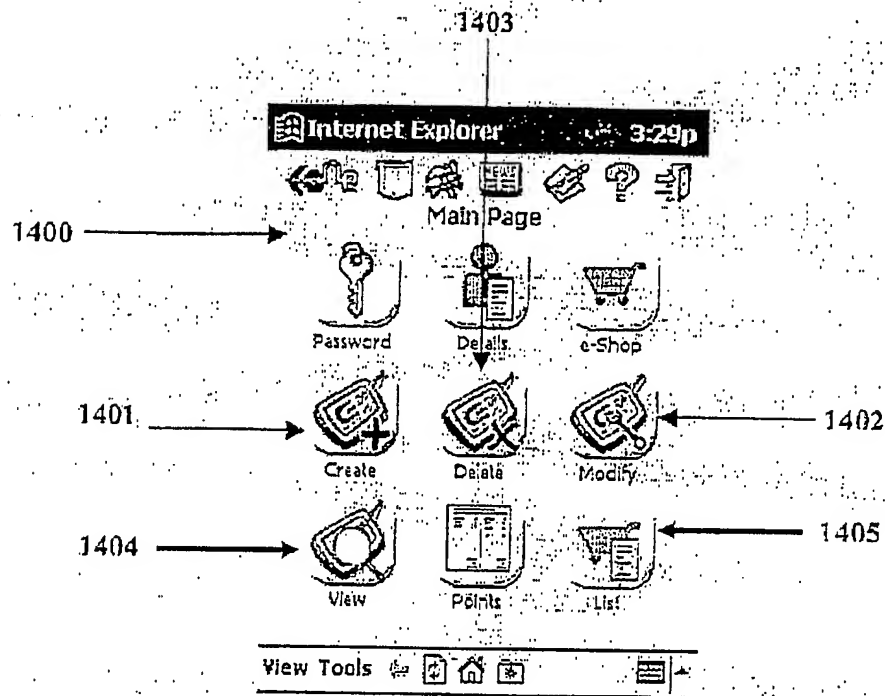 1403
Internet Explorer 3:29p
NEWS
Main Page
1400
Password Details e-Shop
1401 1402
Create Delete Modify
1404 1405
View Points List
View Tools